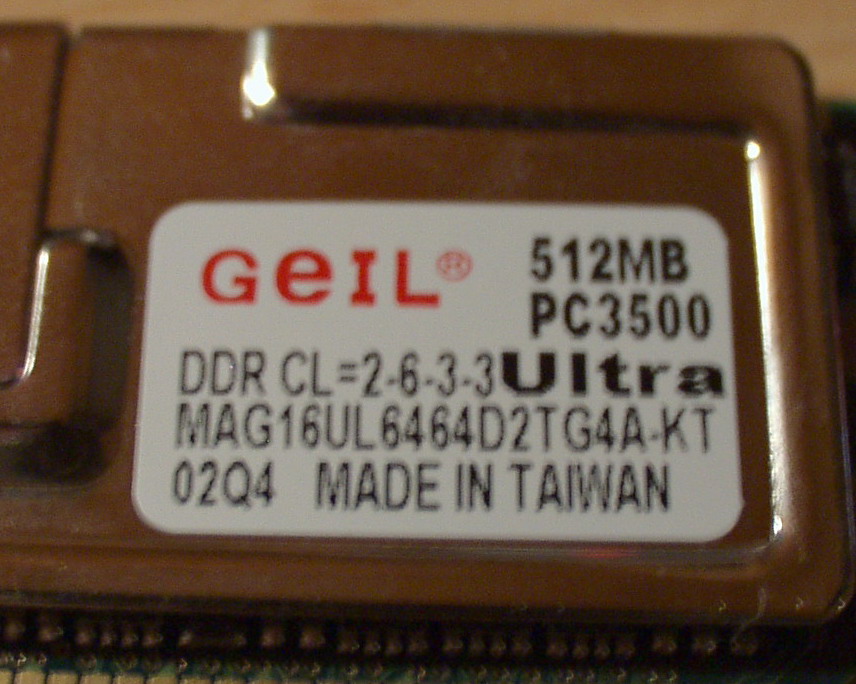 GeIL®
512MB
PC3500
DDR CL=2-6-3-3 Ultra
MAG16UL6464D2TG4A-KT
02Q4 MADE IN TAIWAN